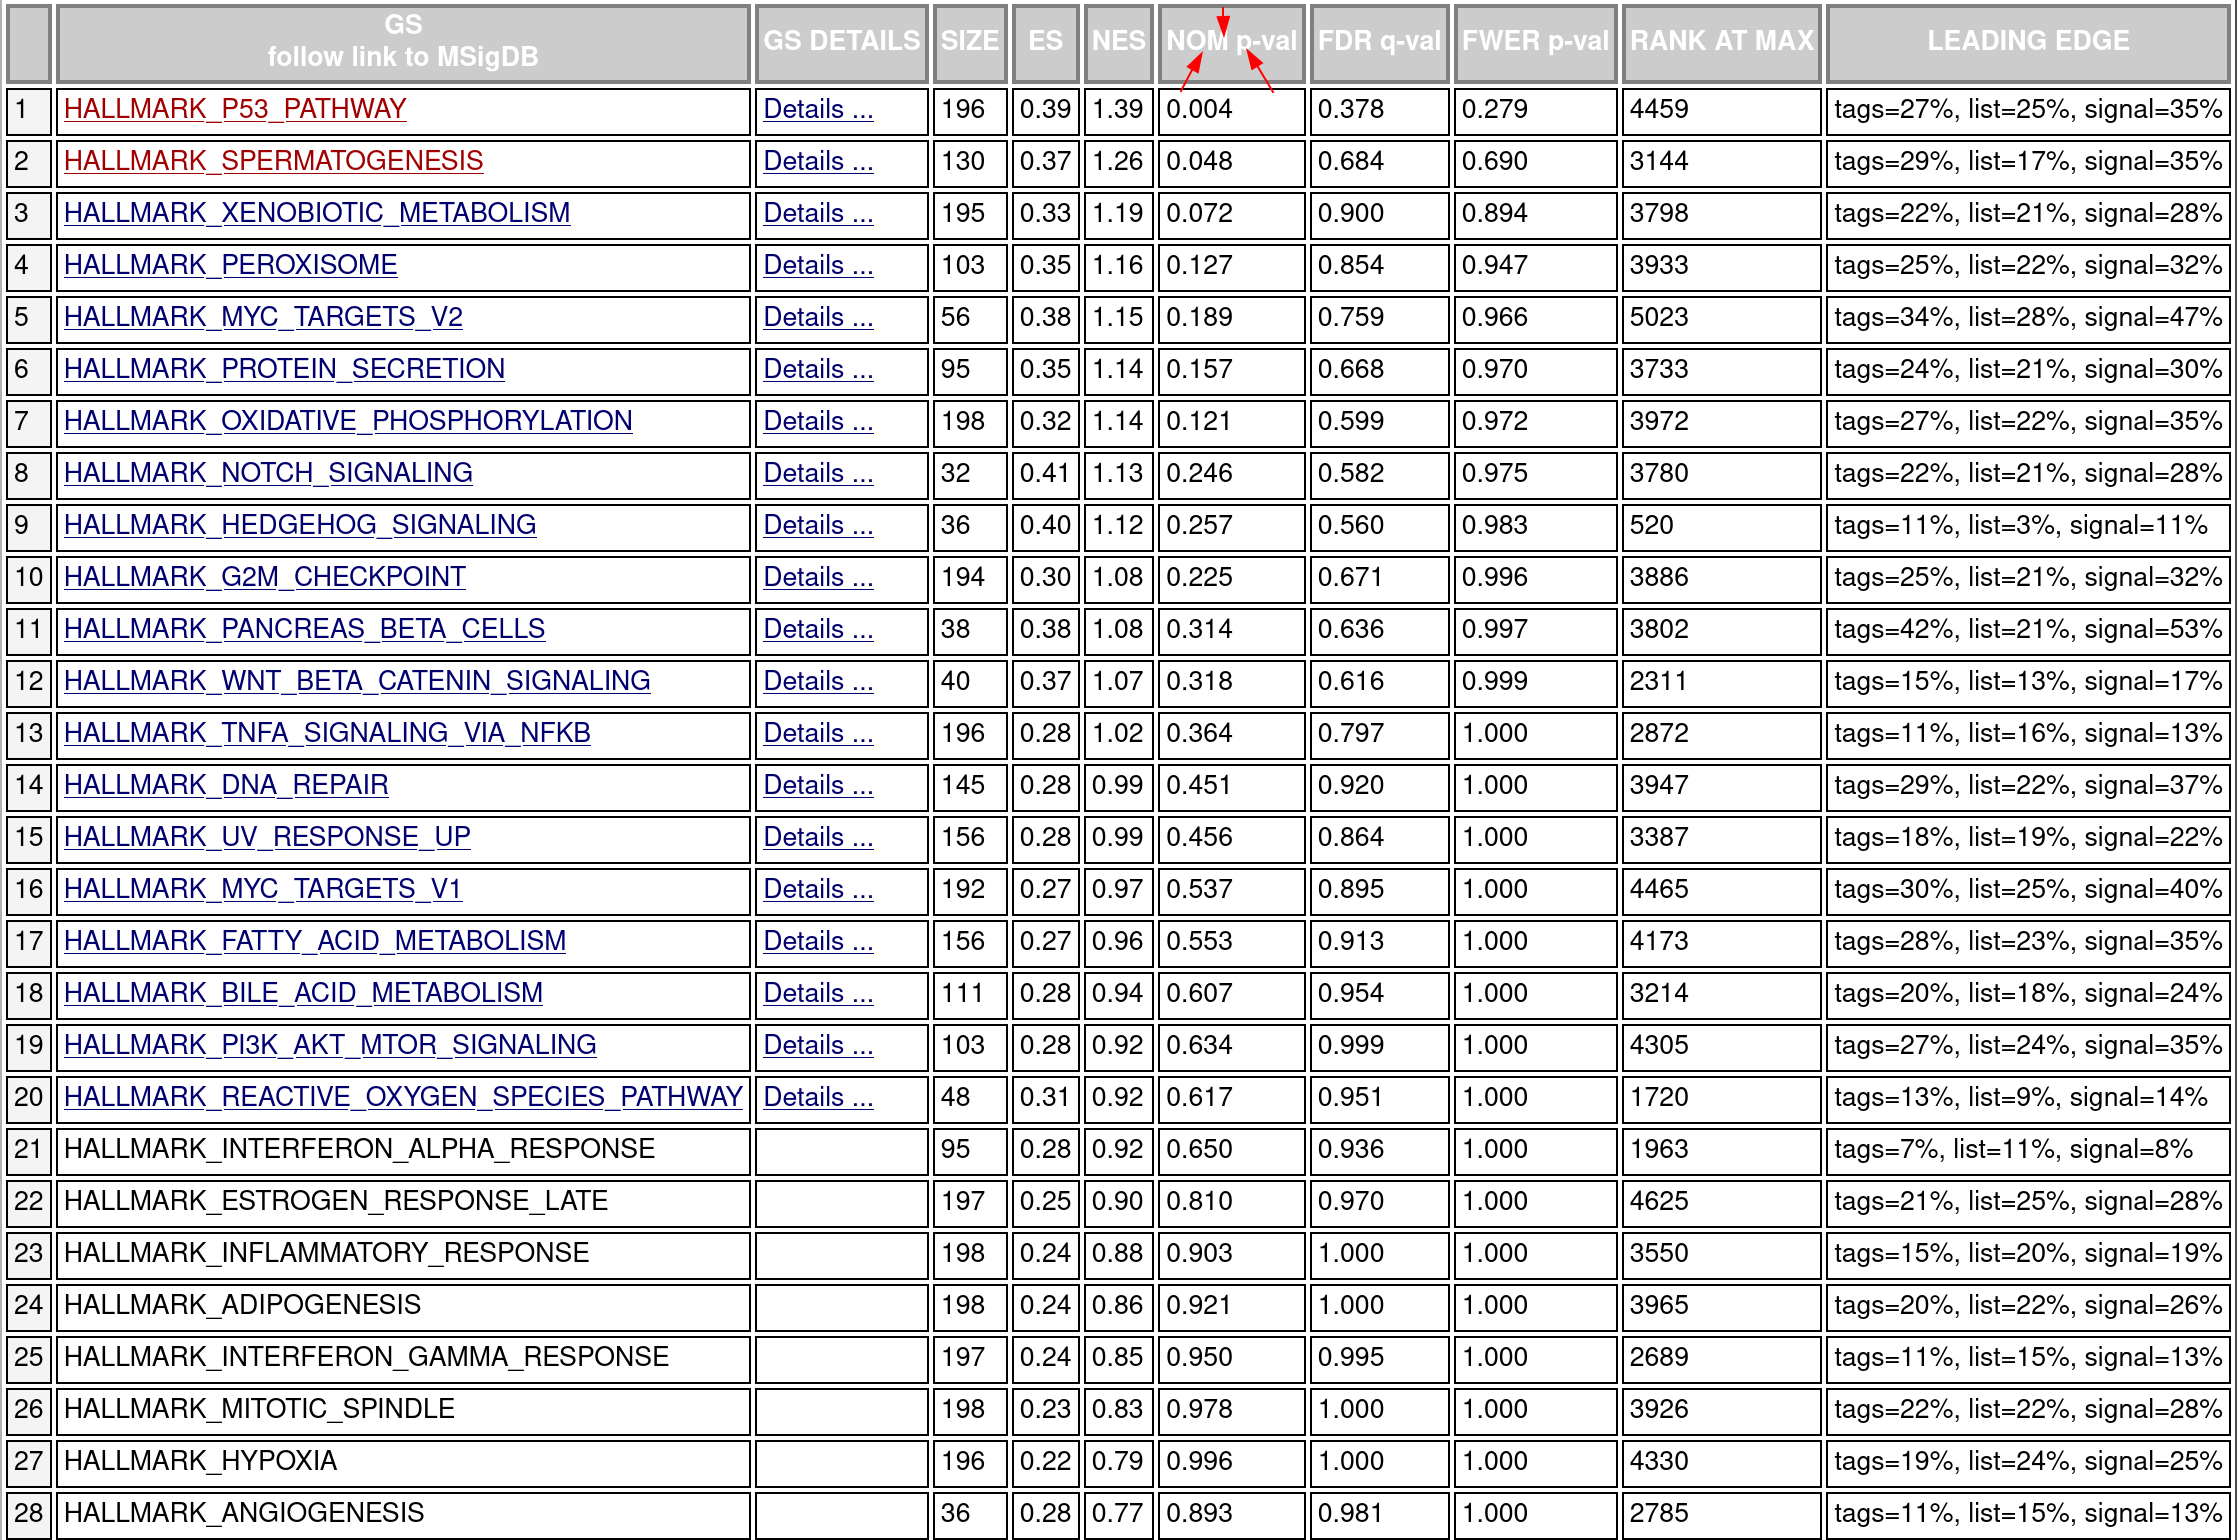 GS
follow link to MSigDB
GS DETAILS SIZE ES NES NOM p-val FDR q-val FWER p-val RANK AT MAX LEADING EDGE
1 HALLMARK_P53_PATHWAY Details ... 196 0.39 1.39 0.004 0.378 0.279 4459 tags=27%, list=25%, signal=35%
2 HALLMARK_SPERMATOGENESIS Details ... 130 0.37 1.26 0.048 0.684 0.690 3144 tags=29%, list=17%, signal=35%
3 HALLMARK_XENOBIOTIC_METABOLISM Details ... 195 0.33 1.19 0.072 0.900 0.894 3798 tags=22%, list=21%, signal=28%
4 HALLMARK_PEROXISOME Details ... 103 0.35 1.16 0.127 0.854 0.947 3933 tags=25%, list=22%, signal=32%
5 HALLMARK_MYC_TARGETS_V2 Details ... 56 0.38 1.15 0.189 0.759 0.966 5023 tags=34%, list=28%, signal=47%
6 HALLMARK_PROTEIN_SECRETION Details ... 95 0.35 1.14 0.157 0.668 0.970 3733 tags=24%, list=21%, signal=30%
7 HALLMARK_OXIDATIVE_PHOSPHORYLATION Details ... 198 0.32 1.14 0.121 0.599 0.972 3972 tags=27%, list=22%, signal=35%
8 HALLMARK_NOTCH_SIGNALING Details ... 32 0.41 1.13 0.246 0.582 0.975 3780 tags=22%, list=21%, signal=28%
9 HALLMARK_HEDGEHOG_SIGNALING Details ... 36 0.40 1.12 0.257 0.560 0.983 520 tags=11%, list=3%, signal=11%
10 HALLMARK_G2M_CHECKPOINT Details ... 194 0.30 1.08 0.225 0.671 0.996 3886 tags=25%, list=21%, signal=32%
11 HALLMARK_PANCREAS_BETA_CELLS Details ... 38 0.38 1.08 0.314 0.636 0.997 3802 tags=42%, list=21%, signal=53%
12 HALLMARK_WNT_BETA_CATENIN_SIGNALING Details ... 40 0.37 1.07 0.318 0.616 0.999 2311 tags=15%, list=13%, signal=17%
13 HALLMARK_TNFA_SIGNALING_VIA_NFKB Details ... 196 0.28 1.02 0.364 0.797 1.000 2872 tags=11%, list=16%, signal=13%
14 HALLMARK_DNA_REPAIR Details ... 145 0.28 0.99 0.451 0.920 1.000 3947 tags=29%, list=22%, signal=37%
15 HALLMARK_UV_RESPONSE_UP Details ... 156 0.28 0.99 0.456 0.864 1.000 3387 tags=18%, list=19%, signal=22%
16 HALLMARK_MYC_TARGETS_V1 Details ... 192 0.27 0.97 0.537 0.895 1.000 4465 tags=30%, list=25%, signal=40%
17 HALLMARK_FATTY_ACID_METABOLISM Details ... 156 0.27 0.96 0.553 0.913 1.000 4173 tags=28%, list=23%, signal=35%
18 HALLMARK_BILE_ACID_METABOLISM Details ... 111 0.28 0.94 0.607 0.954 1.000 3214 tags=20%, list=18%, signal=24%
19 HALLMARK_PI3K_AKT_MTOR_SIGNALING Details ... 103 0.28 0.92 0.634 0.999 1.000 4305 tags=27%, list=24%, signal=35%
20 HALLMARK_REACTIVE_OXYGEN_SPECIES_PATHWAY Details ... 48 0.31 0.92 0.617 0.951 1.000 1720 tags=13%, list=9%, signal=14%
21 HALLMARK_INTERFERON_ALPHA_RESPONSE 95 0.28 0.92 0.650 0.936 1.000 1963 tags=7%, list=11%, signal=8%
22 HALLMARK_ESTROGEN_RESPONSE_LATE 197 0.25 0.90 0.810 0.970 1.000 4625 tags=21%, list=25%, signal=28%
23 HALLMARK_INFLAMMATORY_RESPONSE 198 0.24 0.88 0.903 1.000 1.000 3550 tags=15%, list=20%, signal=19%
24 HALLMARK_ADIPOGENESIS 198 0.24 0.86 0.921 1.000 1.000 3965 tags=20%, list=22%, signal=26%
25 HALLMARK_INTERFERON_GAMMA_RESPONSE 197 0.24 0.85 0.950 0.995 1.000 2689 tags=11%, list=15%, signal=13%
26 HALLMARK_MITOTIC_SPINDLE 198 0.23 0.83 0.978 1.000 1.000 3926 tags=22%, list=22%, signal=28%
27 HALLMARK_HYPOXIA 196 0.22 0.79 0.996 1.000 1.000 4330 tags=19%, list=24%, signal=25%
28 HALLMARK_ANGIOGENESIS 36 0.28 0.77 0.893 0.981 1.000 2785 tags=11%, list=15%, signal=13%